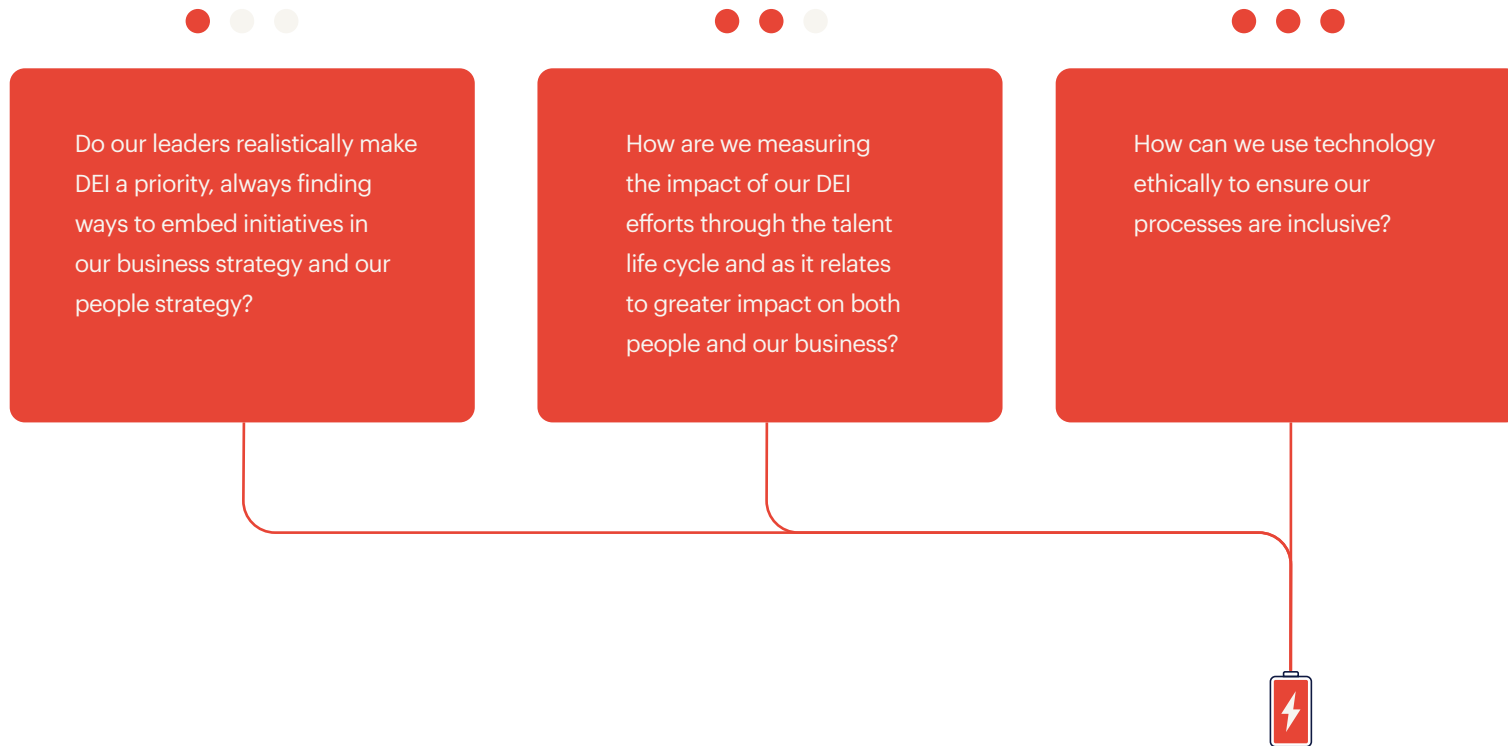 Do our leaders realistically make
DEI a priority, always finding
ways to embed initiatives in
our business strategy and our
people strategy?
How are we measuring
the impact of our DEI
efforts through the talent
life cycle and as it relates
to greater impact on both
people and our business?
How can we use technology
ethically to ensure our
processes are inclusive?